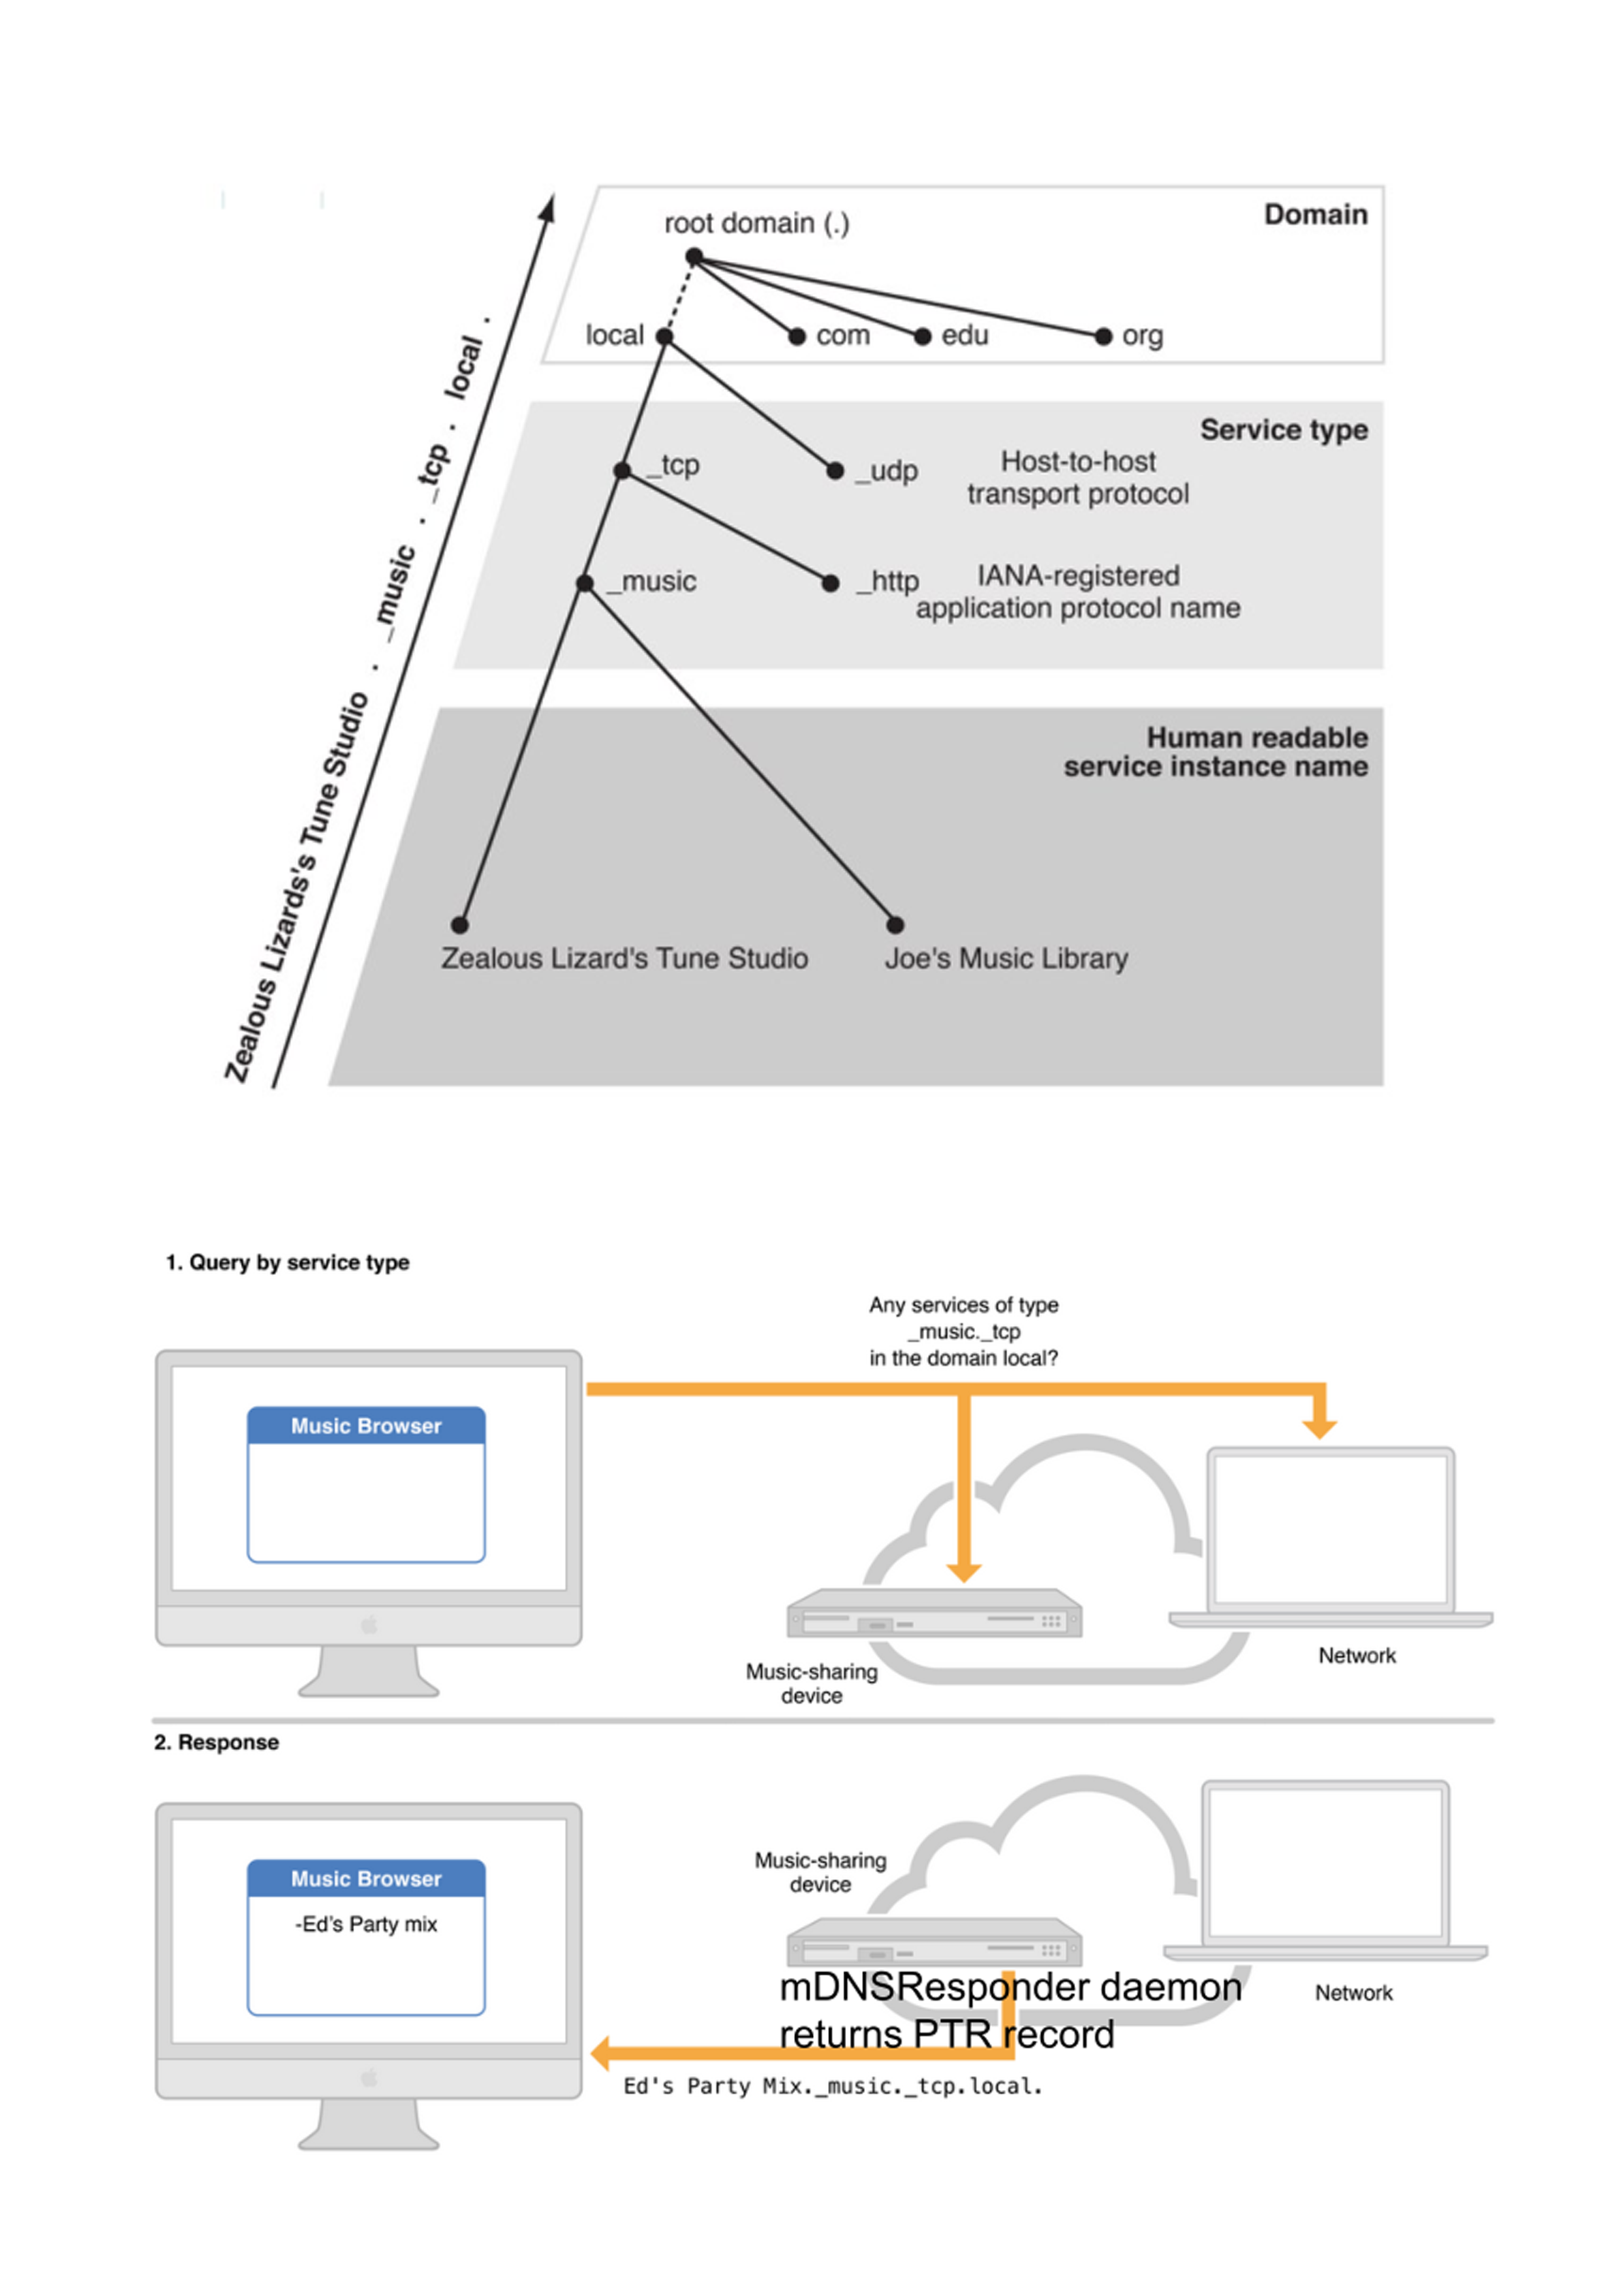 root domain (.)
Domain
local
com
edu
org
Service type
_tcp
_udp
Host-to-host
transport protocol
_music
_http
IANA-registered
application protocol name
Human readable
service instance name
Zealous Lizard's Tune Studio
Joe's Music Library
Zealous Lizards's Tune Studio . _music . _tcp . local .
1. Query by service type
Any services of type
_music._tcp
in the domain local?
Music Browser
Music-sharing
device
Network
2. Response
Music Browser
-Ed's Party mix
Music-sharing
device
mDNSResponder daemon
returns PTR record
Network
Ed's Party Mix._music._tcp.local.